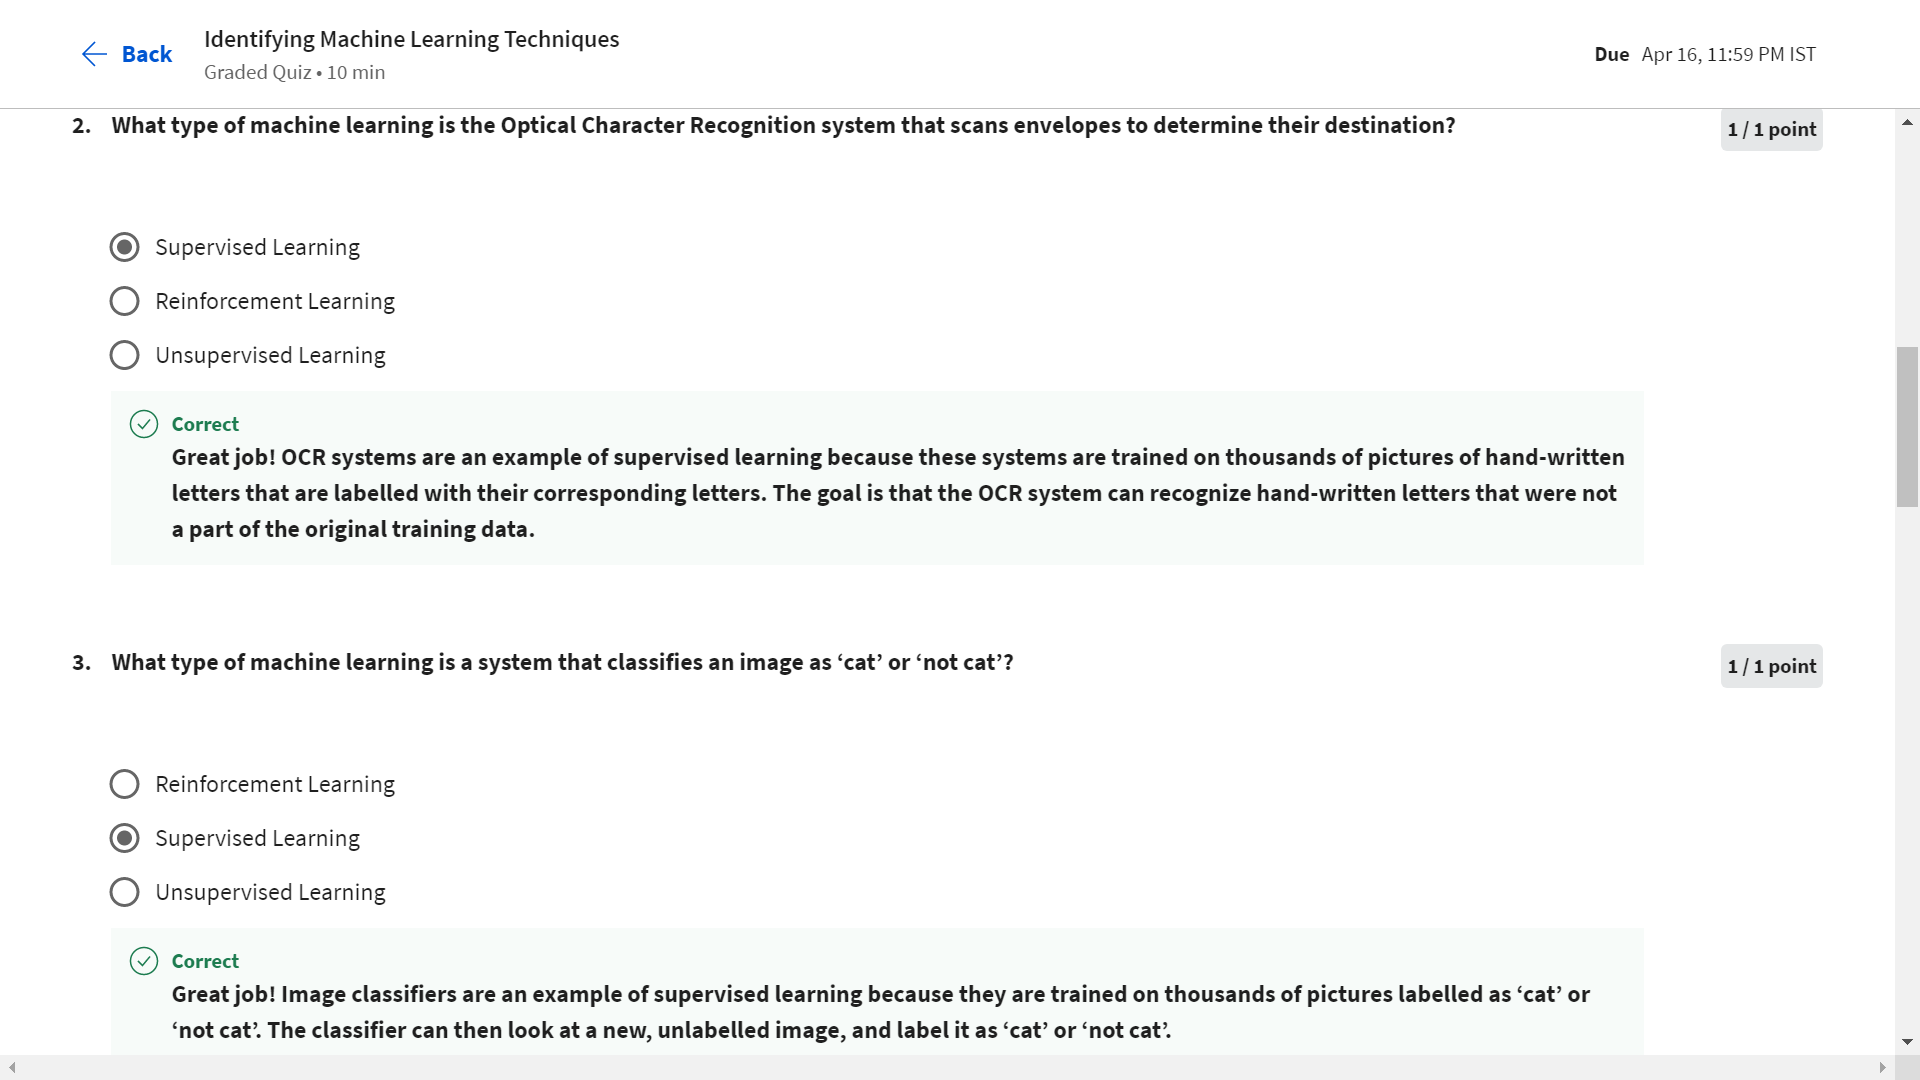 Back
Identifying Machine Learning Techniques
Graded Quiz • 10 min
Due Apr 16, 11:59 PM IST
2. What type of machine learning is the Optical Character Recognition system that scans envelopes to determine their destination?
1 / 1 point
Supervised Learning
Reinforcement Learning
Unsupervised Learning
Correct
Great job! OCR systems are an example of supervised learning because these systems are trained on thousands of pictures of hand-written
letters that are labelled with their corresponding letters. The goal is that the OCR system can recognize hand-written letters that were not
a part of the original training data.
3. What type of machine learning is a system that classifies an image as ‘cat’ or ‘not cat’?
1 / 1 point
Reinforcement Learning
Supervised Learning
Unsupervised Learning
Correct
Great job! Image classifiers are an example of supervised learning because they are trained on thousands of pictures labelled as ‘cat’ or
‘not cat’. The classifier can then look at a new, unlabelled image, and label it as ‘cat’ or ‘not cat’.